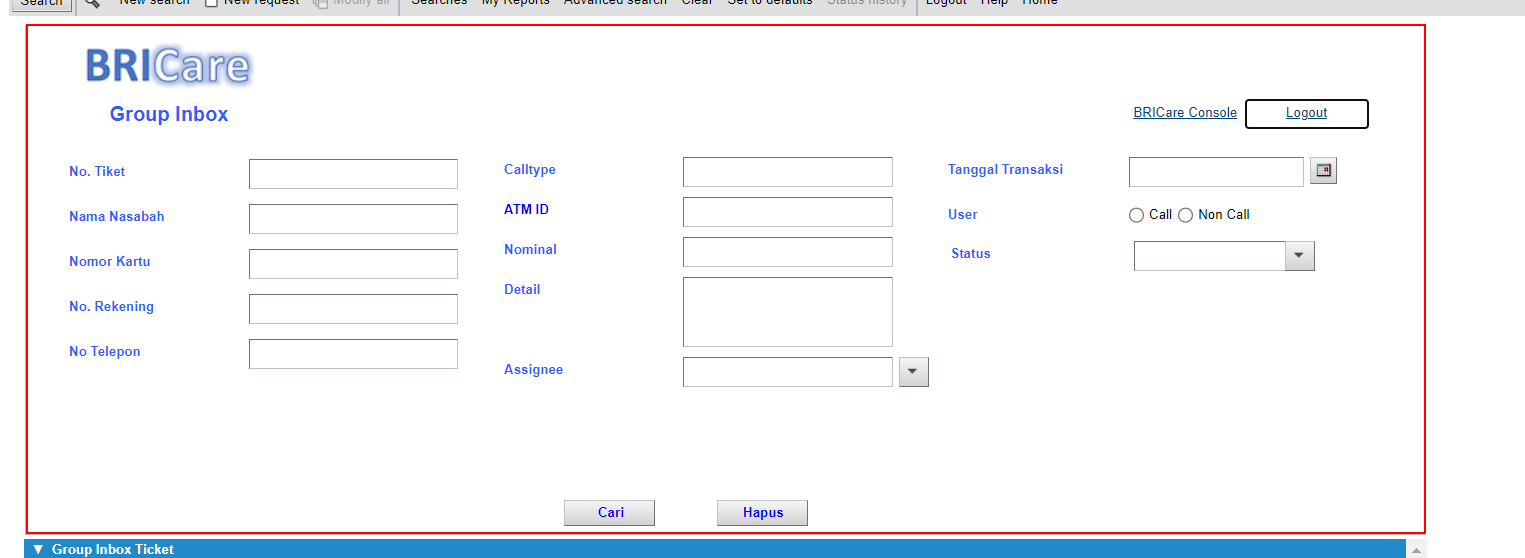 Search New search New request Modify all Searches My Reports Advanced search Clear Set to defaults Status history Logout Help Home
BRICare
Group Inbox
BRICare Console Logout
No. Tiket
Nama Nasabah
Nomor Kartu
No. Rekening
No Telepon
Calltype
ATM ID
Nominal
Detail
Assignee
Tanggal Transaksi
User Call Non Call
Status
Cari Hapus
▼ Group Inbox Ticket